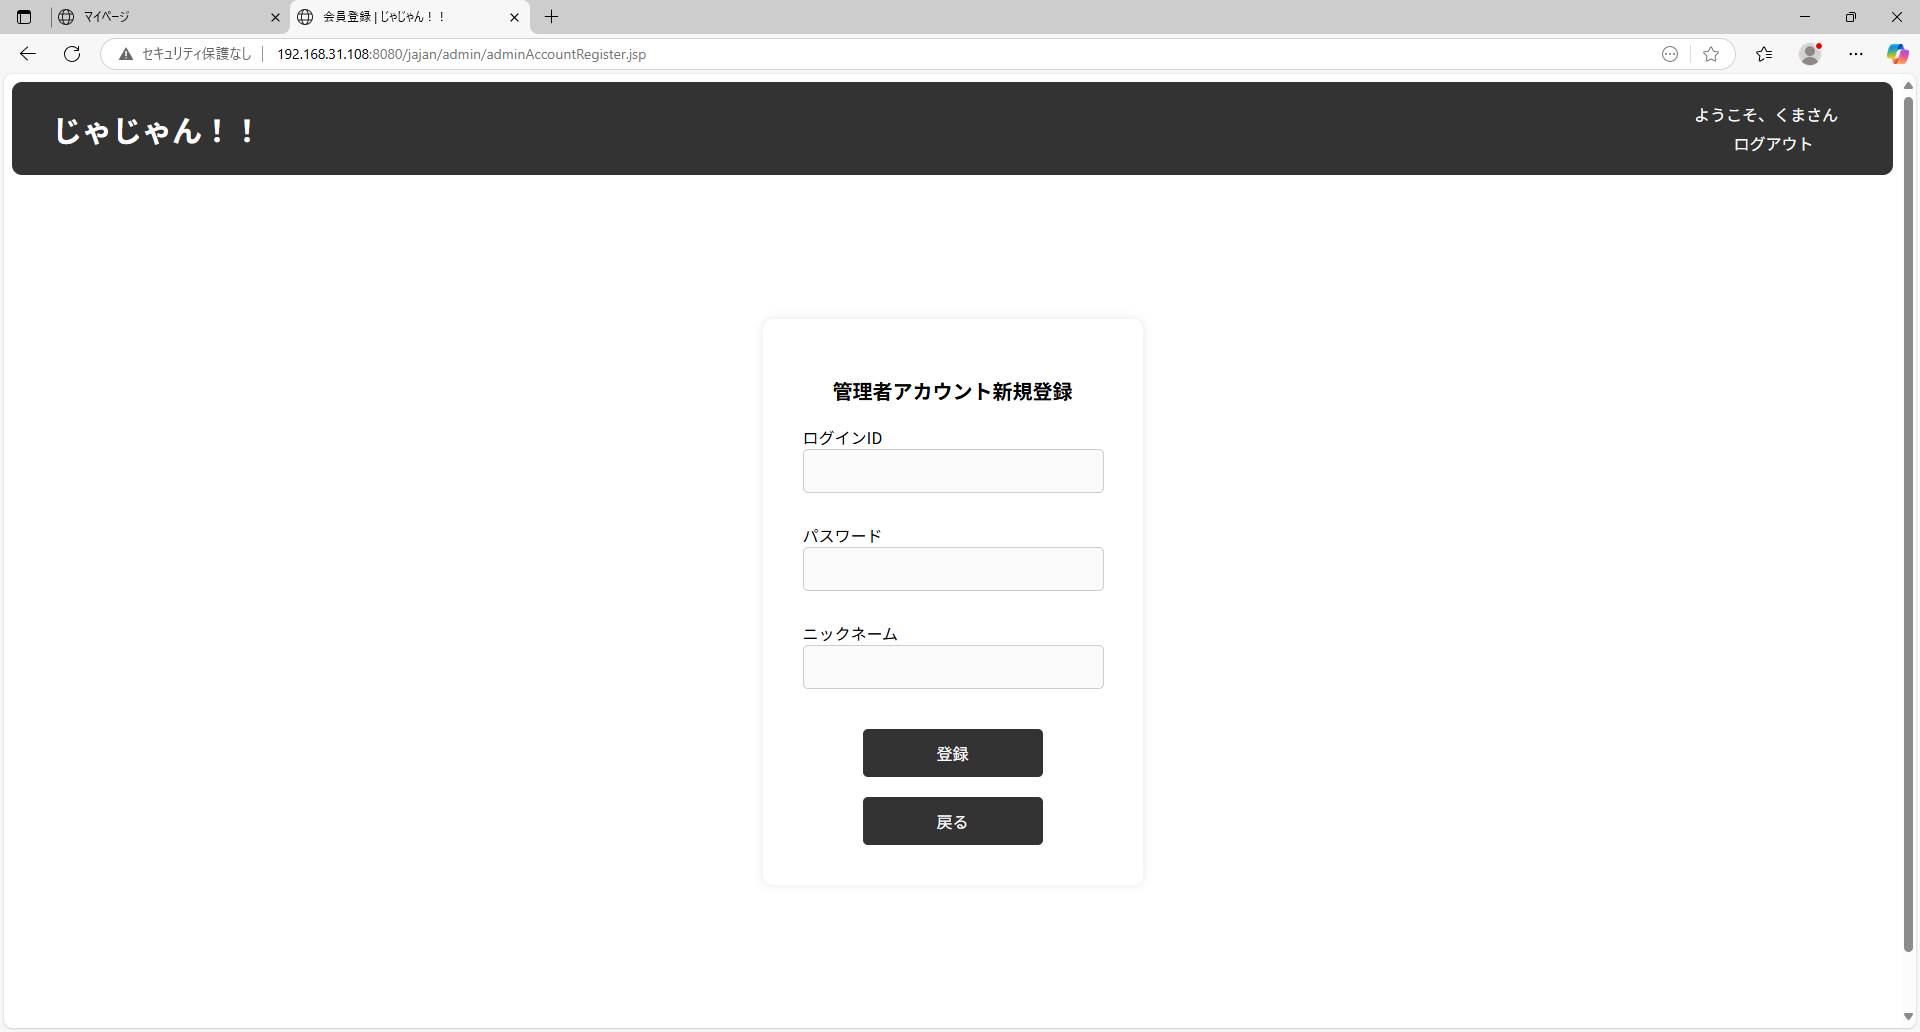 マイページ
会員登録 | じゃじゃん！！
セキュリティ保護なし
192.168.31.108:8080/jajan/admin/adminAccountRegister.jsp
じゃじゃん！！
ようこそ、くまさん
ログアウト
管理者アカウント新規登録
ログインID
パスワード
ニックネーム
登録
戻る